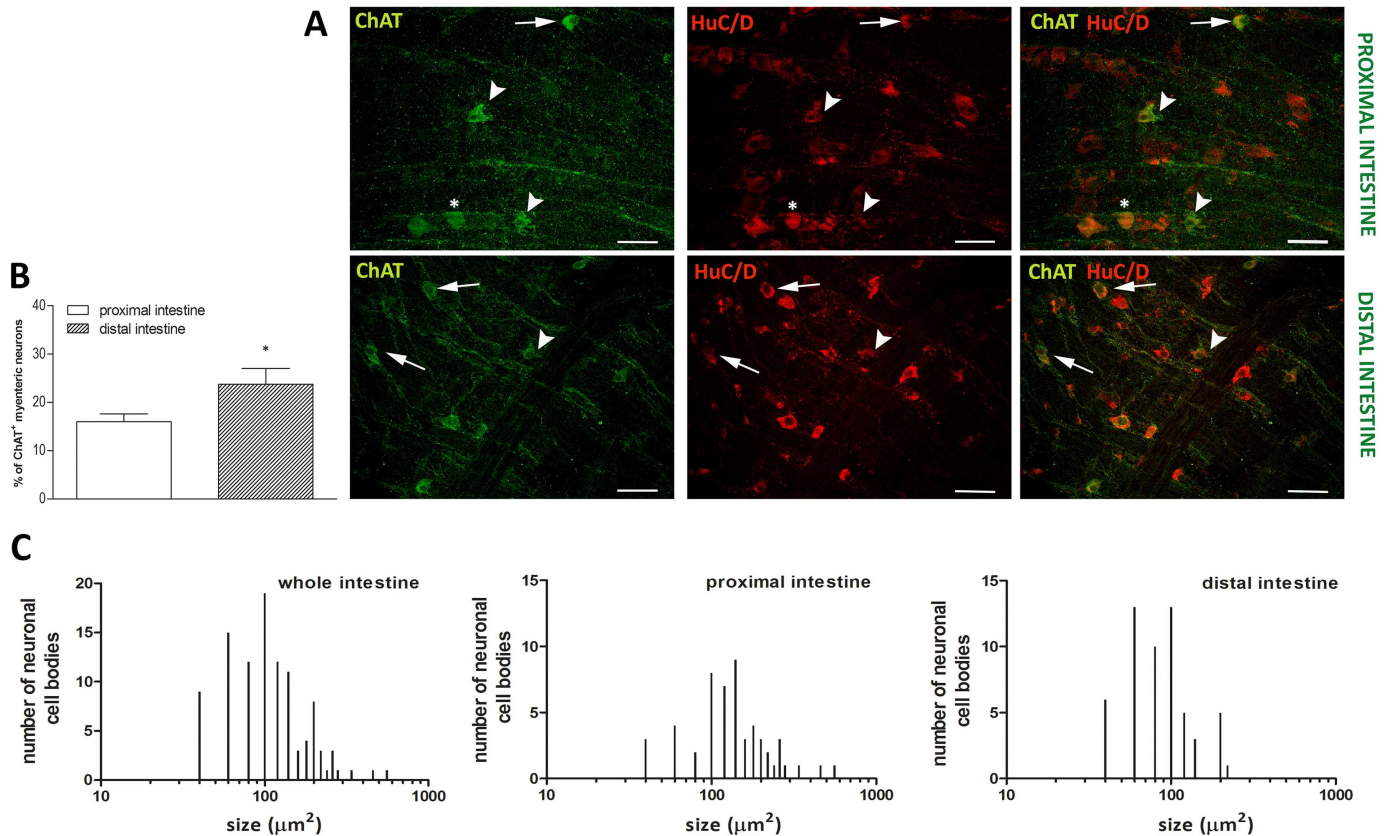 A
ChAT
HuC/D
ChAT HuC/D
PROXIMAL INTESTINE
*
*
*
ChAT
HuC/D
ChAT HuC/D
DISTAL INTESTINE
B
% of ChAT+ myenteric neurons
40
30
20
10
0
proximal intestine
distal intestine
*
C
whole intestine
number of neuronal
cell bodies
20
15
10
5
0
10 100 1000
size (µm²)
proximal intestine
number of neuronal
cell bodies
15
10
5
0
10 100 1000
size (µm²)
distal intestine
number of neuronal
cell bodies
15
10
5
0
10 100 1000
size (µm²)